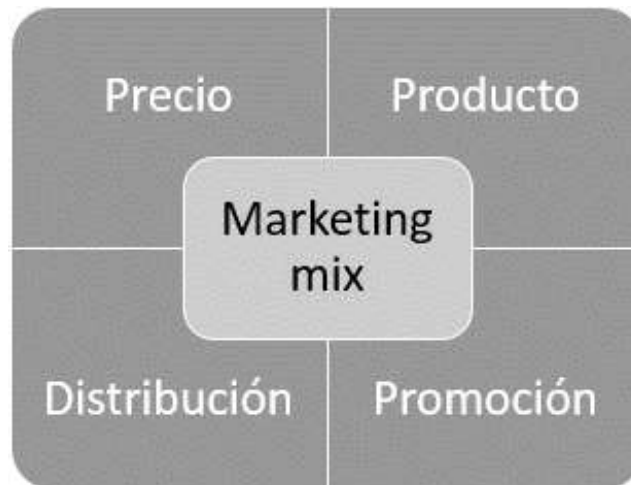 Precio
Producto
Marketing
mix
Distribución
Promoción